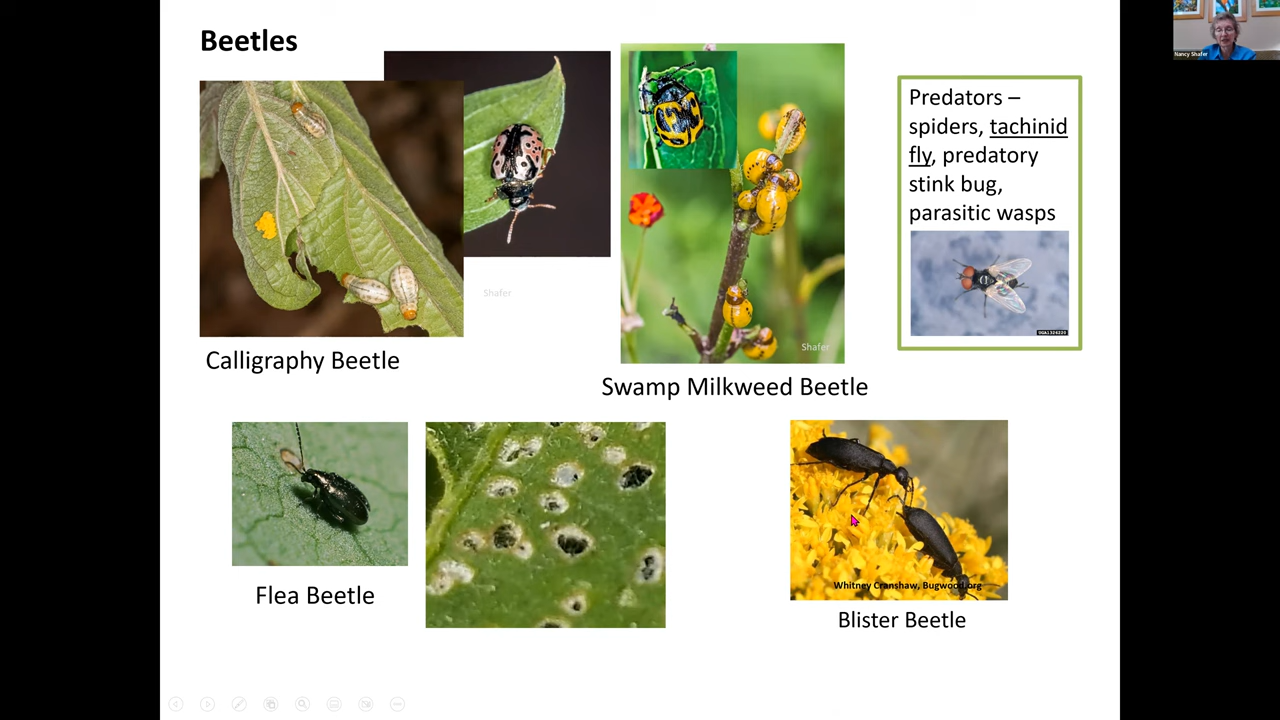 Beetles
Nancy Shafer
Predators –
spiders, tachinid
fly, predatory
stink bug,
parasitic wasps
UGA1326220
Shafer
Shafer
Calligraphy Beetle
Swamp Milkweed Beetle
Flea Beetle
Whitney Cranshaw, Bugwood.org
Blister Beetle